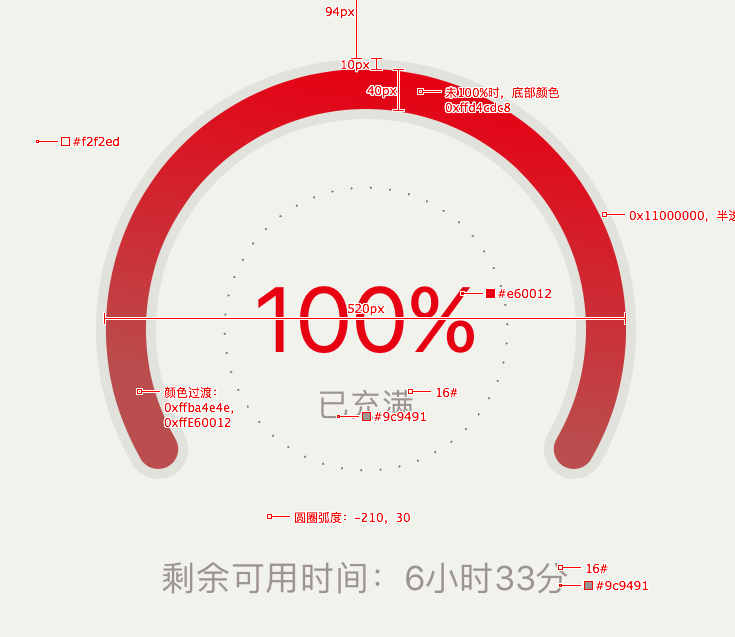 94px
10px
40px
未100%时，底部颜色
0xffd4cdc8
#f2f2ed
0x11000000，半透
#e60012
520px
100%
颜色过渡：
0xffba4e4e，
0xffE60012
16#
已充满
#9c9491
圆圈弧度：-210，30
剩余可用时间：6小时33分
16#
#9c9491